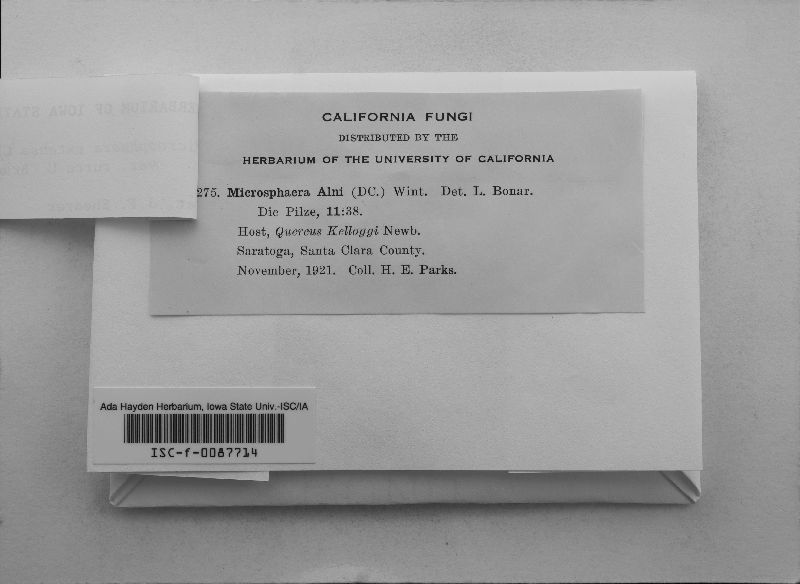 CALIFORNIA FUNGI
DISTRIBUTED BY THE
HERBARIUM OF THE UNIVERSITY OF CALIFORNIA
275. Microsphaera Alni (DC.) Wint. Det. L. Bonar.
Die Pilze, 11:38.
Host, Quercus Kelloggi Newb.
Saratoga, Santa Clara County.
November, 1921. Coll. H. E. Parks.
Ada Hayden Herbarium, Iowa State Univ.-ISC/IA
ISC-f-0087714